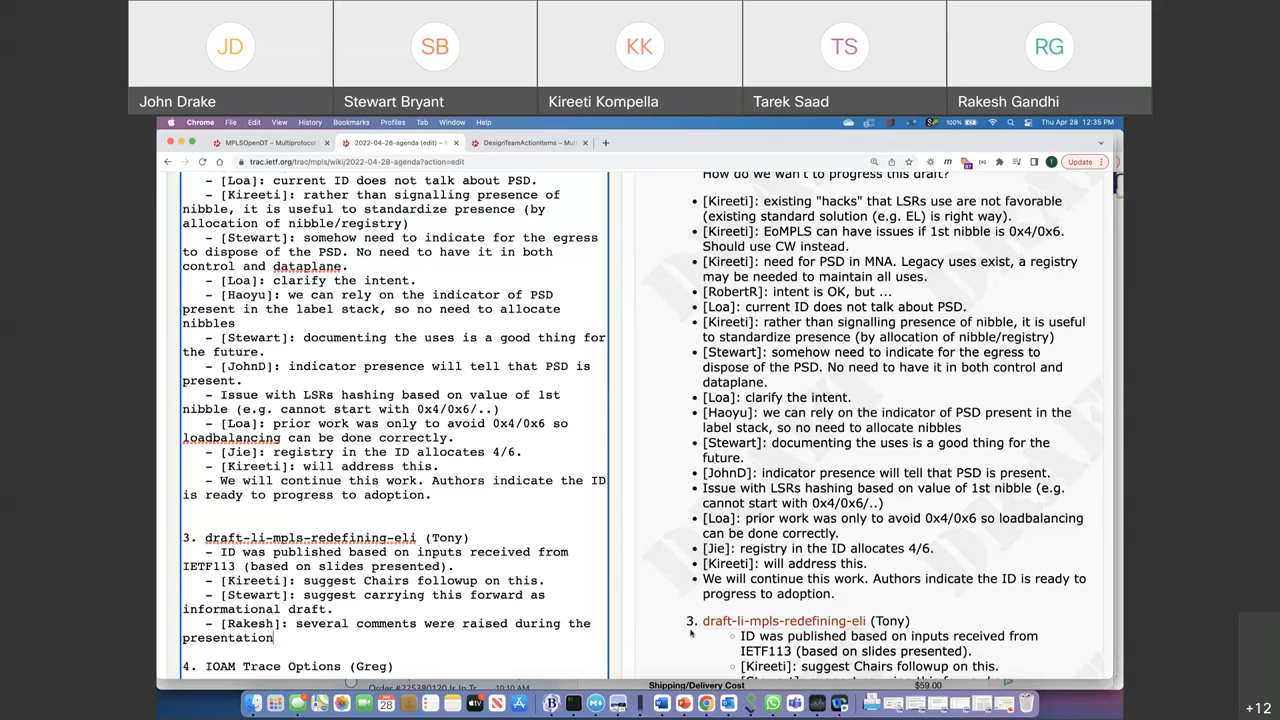 JD
SB
KK
TS
RG
John Drake
Stewart Bryant
Kireeti Kompella
Tarek Saad
Rakesh Gandhi
Chrome File Edit View History Bookmarks Profiles Tab Window Help
100% Thu Apr 28 12:35 PM
MPLSOpenDT – Multiprotocol
2022-04-28-agenda (edit) –
DesignTeamActionItems – Mult
trac.ietf.org/trac/mpls/wiki/2022-04-28-agenda?action=edit
Update
- [Loa]: current ID does not talk about PSD.
- [Kireeti]: rather than signalling presence of
nibble, it is useful to standardize presence (by
allocation of nibble/registry)
- [Stewart]: somehow need to indicate for the egress
to dispose of the PSD. No need to have it in both
control and dataplane.
- [Loa]: clarify the intent.
- [Haoyu]: we can rely on the indicator of PSD
present in the label stack, so no need to allocate
nibbles
- [Stewart]: documenting the uses is a good thing for
the future.
- [JohnD]: indicator presence will tell that PSD is
present.
- Issue with LSRs hashing based on value of 1st
nibble (e.g. cannot start with 0x4/0x6/..)
- [Loa]: prior work was only to avoid 0x4/0x6 so
loadbalancing can be done correctly.
- [Jie]: registry in the ID allocates 4/6.
- [Kireeti]: will address this.
- We will continue this work. Authors indicate the ID
is ready to progress to adoption.
3. draft-li-mpls-redefining-eli (Tony)
- ID was published based on inputs received from
IETF113 (based on slides presented).
- [Kireeti]: suggest Chairs followup on this.
- [Stewart]: suggest carrying this forward as
informational draft.
- [Rakesh]: several comments were raised during the
presentation
4. IOAM Trace Options (Greg)
How do we wan't to progress this draft?
• [Kireeti]: existing "hacks" that LSRs use are not favorable
(existing standard solution (e.g. EL) is right way).
• [Kireeti]: EoMPLS can have issues if 1st nibble is 0x4/0x6.
Should use CW instead.
• [Kireeti]: need for PSD in MNA. Legacy uses exist, a registry
may be needed to maintain all uses.
• [RobertR]: intent is OK, but ...
• [Loa]: current ID does not talk about PSD.
• [Kireeti]: rather than signalling presence of nibble, it is useful
to standardize presence (by allocation of nibble/registry)
• [Stewart]: somehow need to indicate for the egress to
dispose of the PSD. No need to have it in both control and
dataplane.
• [Loa]: clarify the intent.
• [Haoyu]: we can rely on the indicator of PSD present in the
label stack, so no need to allocate nibbles
• [Stewart]: documenting the uses is a good thing for the
future.
• [JohnD]: indicator presence will tell that PSD is present.
• Issue with LSRs hashing based on value of 1st nibble (e.g.
cannot start with 0x4/0x6/..)
• [Loa]: prior work was only to avoid 0x4/0x6 so loadbalancing
can be done correctly.
• [Jie]: registry in the ID allocates 4/6.
• [Kireeti]: will address this.
• We will continue this work. Authors indicate the ID is ready to
progress to adoption.
3. draft-li-mpls-redefining-eli (Tony)
ID was published based on inputs received from
IETF113 (based on slides presented).
[Kireeti]: suggest Chairs followup on this.
Order #225380120 Is In Tr... 10:10 AM
Shipping/Delivery Cost $59.00
+12